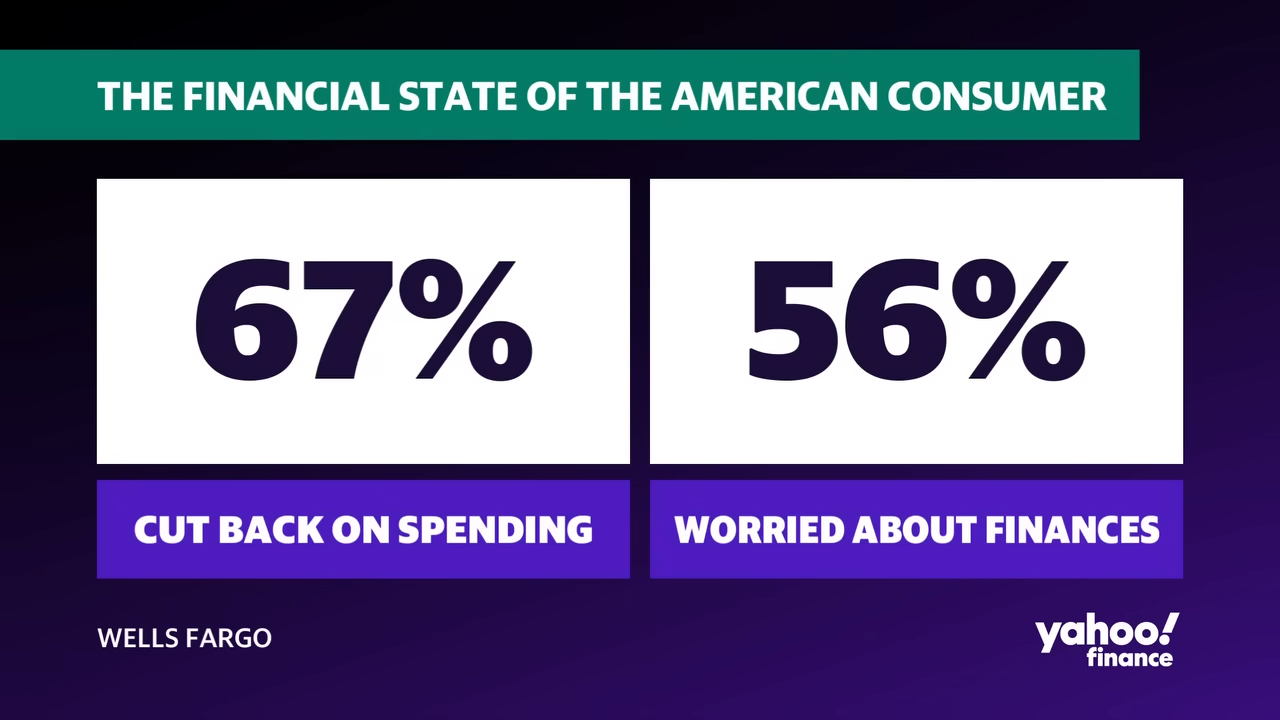 THE FINANCIAL STATE OF THE AMERICAN CONSUMER
67%
56%
CUT BACK ON SPENDING
WORRIED ABOUT FINANCES
WELLS FARGO
yahoo!
finance